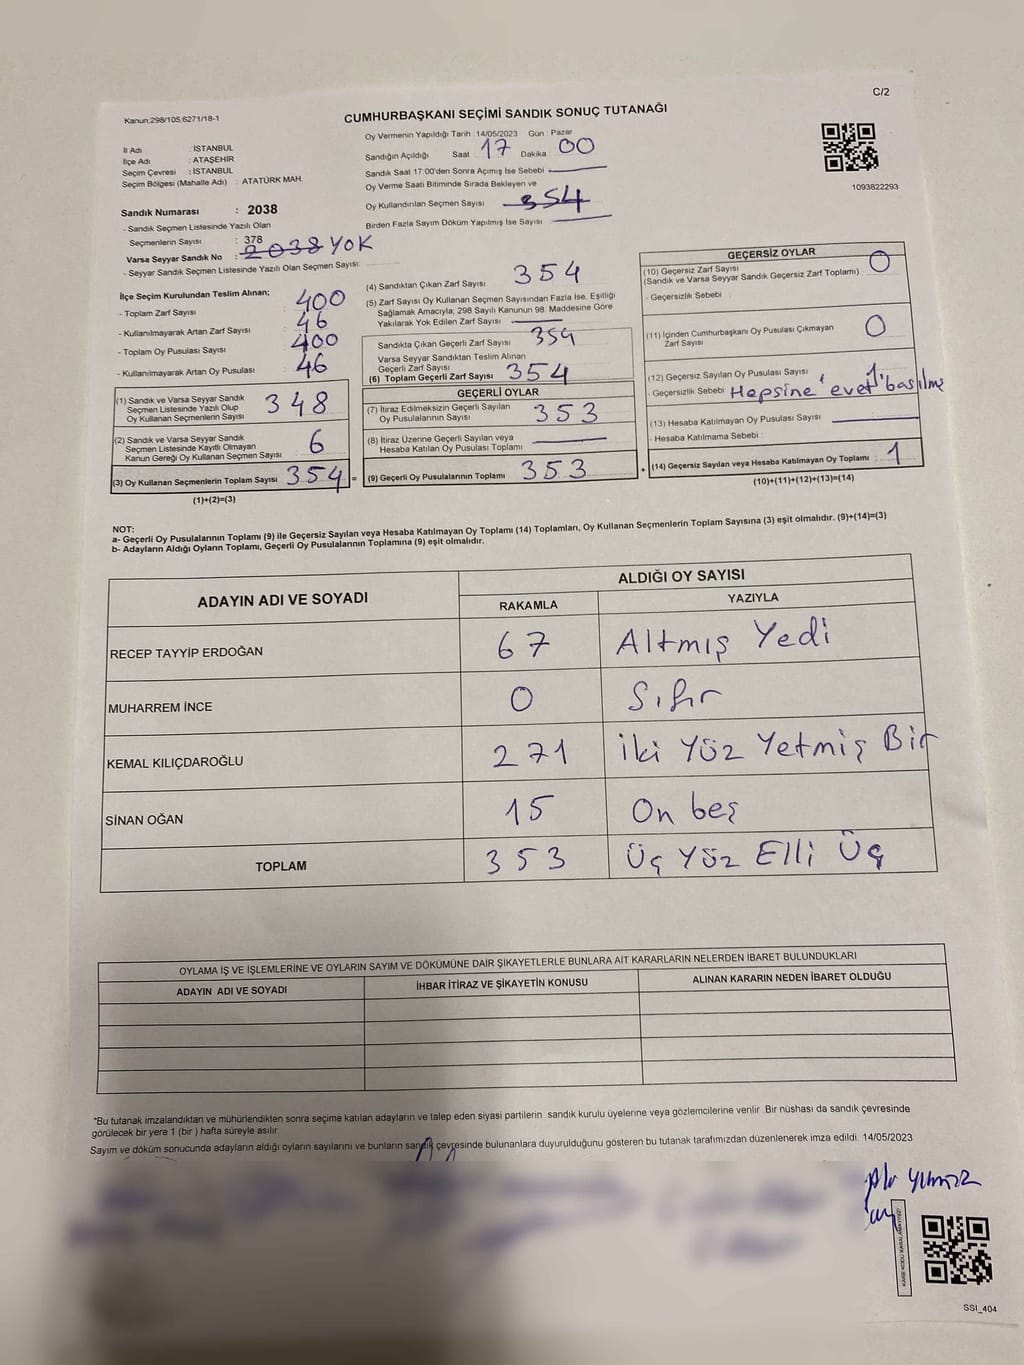 C/2
Kanun;298/105;6271/18-1
CUMHURBAŞKANI SEÇİMİ SANDIK SONUÇ TUTANAĞI
İl Adı : İSTANBUL
İlçe Adı : ATAŞEHİR
Seçim Çevresi : İSTANBUL
Seçim Bölgesi (Mahalle Adı) : ATATÜRK MAH.
Oy Vermenin Yapıldığı Tarih : 14/05/2023 Gün : Pazar
Sandığın Açıldığı Saat 17 Dakika 00
Sandık Saat 17:00'den Sonra Açımış İse Sebebi
Oy Verme Saati Bitiminde Sırada Bekleyen ve
Oy Kullandırılan Seçmen Sayısı 354
Birden Fazla Sayım Döküm Yapılmış İse Sayısı
1093822293
Sandık Numarası : 2038
- Sandık Seçmen Listesinde Yazılı Olan
Seçmenlerin Sayısı : 378
Varsa Seyyar Sandık No : 2038 YOK
- Seyyar Sandık Seçmen Listesinde Yazılı Olan Seçmen Sayısı:
İlçe Seçim Kurulundan Teslim Alınan;
- Toplam Zarf Sayısı 400
- Kullanılmayarak Artan Zarf Sayısı 46
- Toplam Oy Pusulası Sayısı 400
- Kullanılmayarak Artan Oy Pusulası 46
(1) Sandık ve Varsa Seyyar Sandık
Seçmen Listesinde Yazılı Olup
Oy Kullanan Seçmenlerin Sayısı 348
(2) Sandık ve Varsa Seyyar Sandık
Seçmen Listesinde Kayıtlı Olmayan
Kanun Gereği Oy Kullanan Seçmen Sayısı 6
(3) Oy Kullanan Seçmenlerin Toplam Sayısı 354 =
(1)+(2)=(3)
(4) Sandıktan Çıkan Zarf Sayısı 354
(5) Zarf Sayısı Oy Kullanan Seçmen Sayısından Fazla İse, Eşitliği
Sağlamak Amacıyla; 298 Sayılı Kanunun 98. Maddesine Göre
Yakılarak Yok Edilen Zarf Sayısı
Sandıkta Çıkan Geçerli Zarf Sayısı 354
Varsa Seyyar Sandıktan Teslim Alınan
Geçerli Zarf Sayısı
(6) Toplam Geçerli Zarf Sayısı 354
GEÇERLİ OYLAR
(7) İtiraz Edilmeksizin Geçerli Sayılan
Oy Pusulalarının Sayısı 353
(8) İtiraz Üzerine Geçerli Sayılan veya
Hesaba Katılan Oy Pusulası Toplamı
(9) Geçerli Oy Pusulalarının Toplamı 353 +
GEÇERSİZ OYLAR
(10) Geçersiz Zarf Sayısı 0
(Sandık ve Varsa Seyyar Sandık Geçersiz Zarf Toplamı)
- Geçersizlik Sebebi :
(11) İçinden Cumhurbaşkanı Oy Pusulası Çıkmayan
Zarf Sayısı 0
(12) Geçersiz Sayılan Oy Pusulası Sayısı 1
- Geçersizlik Sebebi : Hepsine 'evet' basılme
(13) Hesaba Katılmayan Oy Pusulası Sayısı
- Hesaba Katılmama Sebebi :
(14) Geçersiz Sayılan veya Hesaba Katılmayan Oy Toplamı : 1
(10)+(11)+(12)+(13)=(14)
NOT:
a- Geçerli Oy Pusulalarının Toplamı (9) ile Geçersiz Sayılan veya Hesaba Katılmayan Oy Toplamı (14) Toplamları, Oy Kullanan Seçmenlerin Toplam Sayısına (3) eşit olmalıdır. (9)+(14)=(3)
b- Adayların Aldığı Oyların Toplamı, Geçerli Oy Pusulalarının Toplamına (9) eşit olmalıdır.
ADAYIN ADI VE SOYADI
ALDIĞI OY SAYISI
RAKAMLA YAZIYLA
RECEP TAYYİP ERDOĞAN 67 Altmış Yedi
MUHARREM İNCE 0 Sıfır
KEMAL KILIÇDAROĞLU 271 İki Yüz Yetmiş Bir
SİNAN OĞAN 15 On beş
TOPLAM 353 Üç Yüz Elli Üç
OYLAMA İŞ VE İŞLEMLERİNE VE OYLARIN SAYIM VE DÖKÜMÜNE DAİR ŞİKAYETLERLE BUNLARA AİT KARARLARIN NELERDEN İBARET BULUNDUKLARI
ADAYIN ADI VE SOYADI İHBAR İTİRAZ VE ŞİKAYETİN KONUSU ALINAN KARARIN NEDEN İBARET OLDUĞU
*Bu tutanak imzalandıktan ve mühürlendikten sonra seçime katılan adayların ve talep eden siyasi partilerin sandık kurulu üyelerine veya gözlemcilerine verilir .Bir nüshası da sandık çevresinde
görülecek bir yere 1 (bir ) hafta süreyle asılır.
Sayım ve döküm sonucunda adayların aldığı oyların sayılarını ve bunların sandık çevresinde bulunanlara duyurulduğunu gösteren bu tutanak tarafımızdan düzenlenerek imza edildi. 14/05/2023
SSI_404